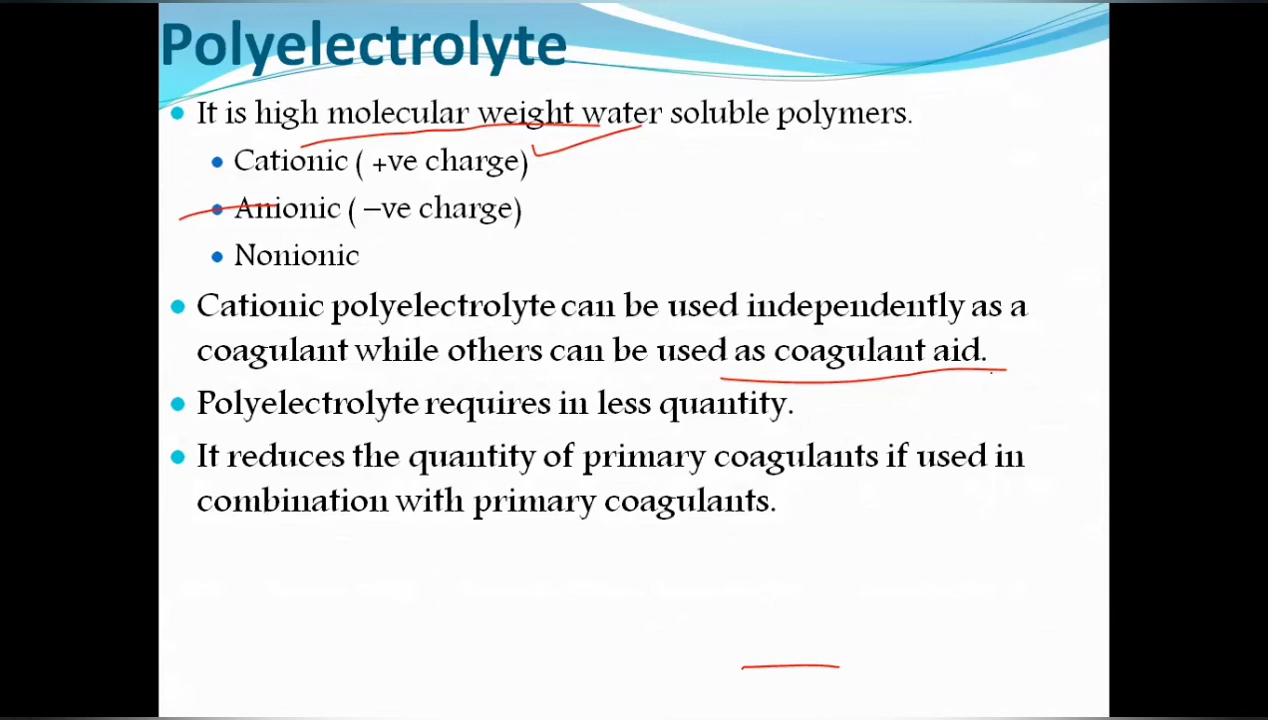 Polyelectrolyte
It is high molecular weight water soluble polymers.
Cationic ( +ve charge)
Anionic ( –ve charge)
Nonionic
Cationic polyelectrolyte can be used independently as a
coagulant while others can be used as coagulant aid.
Polyelectrolyte requires in less quantity.
It reduces the quantity of primary coagulants if used in
combination with primary coagulants.